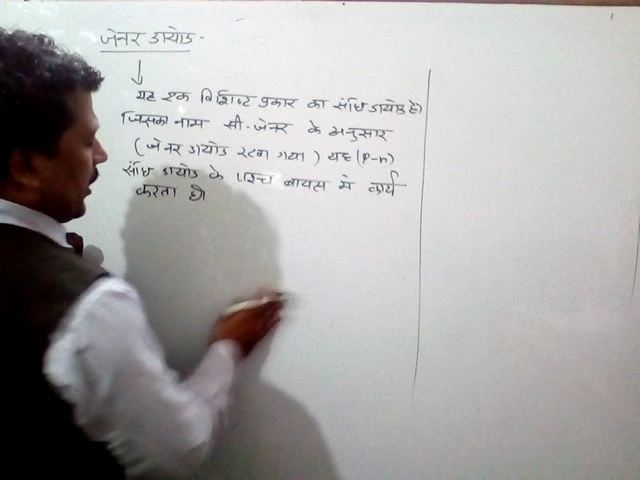 जेनर डायोड -
यह एक विशिष्ट प्रकार का संधि डायोड है।
जिसका नाम सी. जेनर के अनुसार
(जेनर डायोड रखा गया) यह (P-n)
संधि डायोड के पश्च बायस में कार्य
करता है।